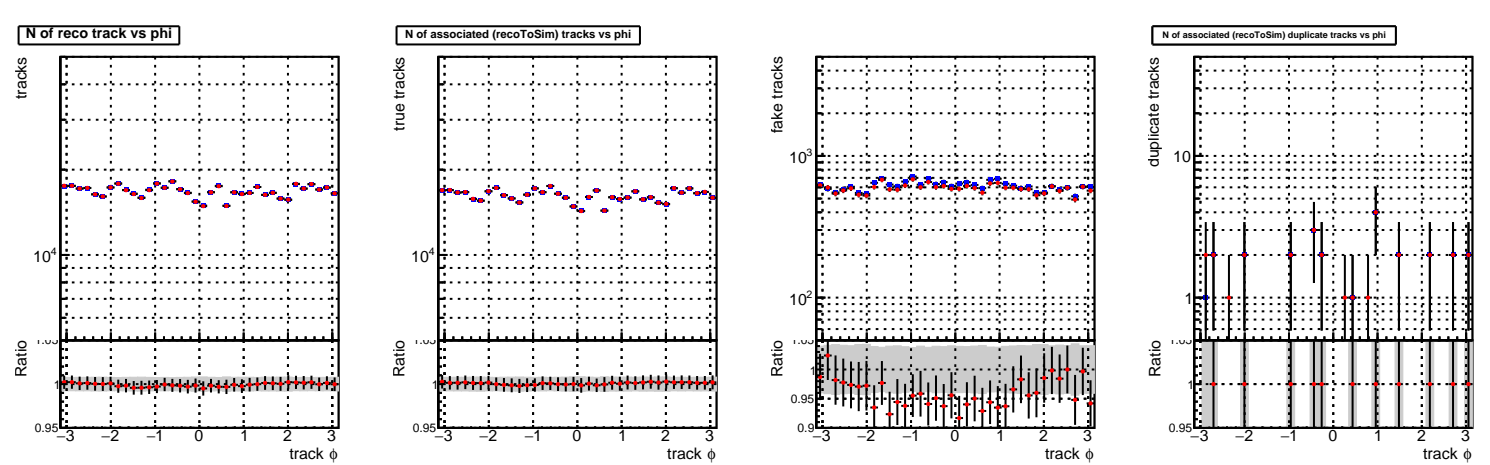 N of reco track vs phi
tracks
10⁴
Ratio
1
0.95
−3 −2 −1 0 1 2 3
track ϕ
N of associated (recoToSim) tracks vs phi
true tracks
10⁴
Ratio
1
0.95
−3 −2 −1 0 1 2 3
track ϕ
fake tracks
10³
10²
Ratio
1
0.95
0.9
−3 −2 −1 0 1 2 3
track ϕ
N of associated (recoToSim) duplicate tracks vs phi
duplicate tracks
10
1
Ratio
1
0.95
−3 −2 −1 0 1 2 3
track ϕ